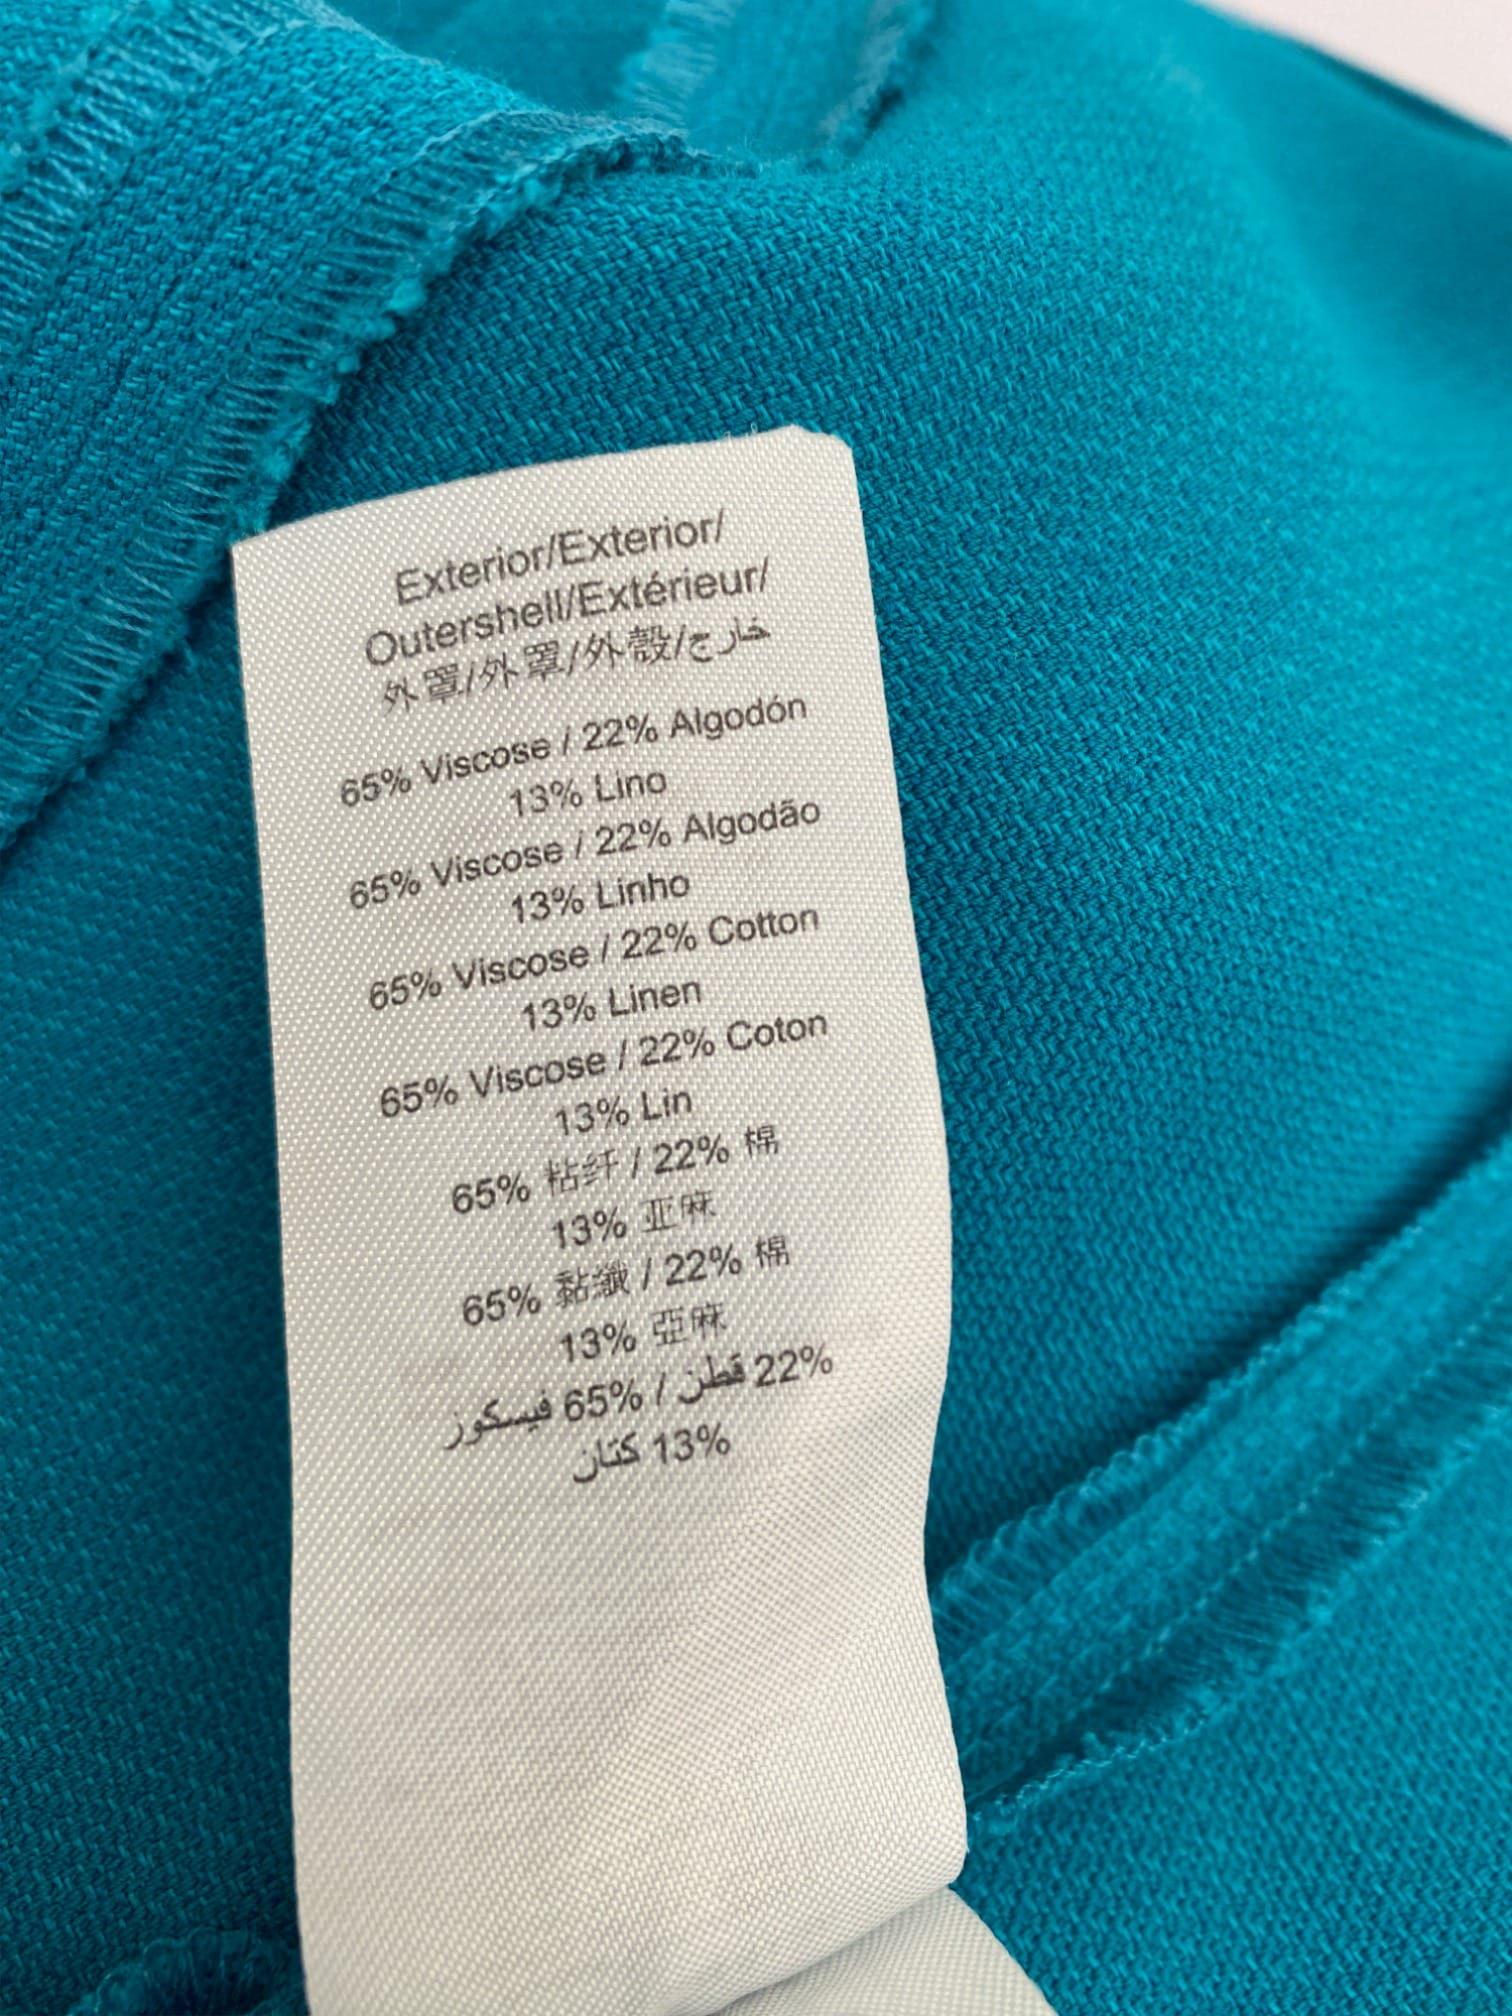 Exterior/Exterior/
Outershell/Extérieur/
外罩/外罩/外殼/خارج
65% Viscose / 22% Algodón
13% Lino
65% Viscose / 22% Algodão
13% Linho
65% Viscose / 22% Cotton
13% Linen
65% Viscose / 22% Coton
13% Lin
65% 粘纤 / 22% 棉
13% 亚麻
65% 黏纖 / 22% 棉
13% 亞麻
22% قطن / 65% فيسكوز
13% كتان